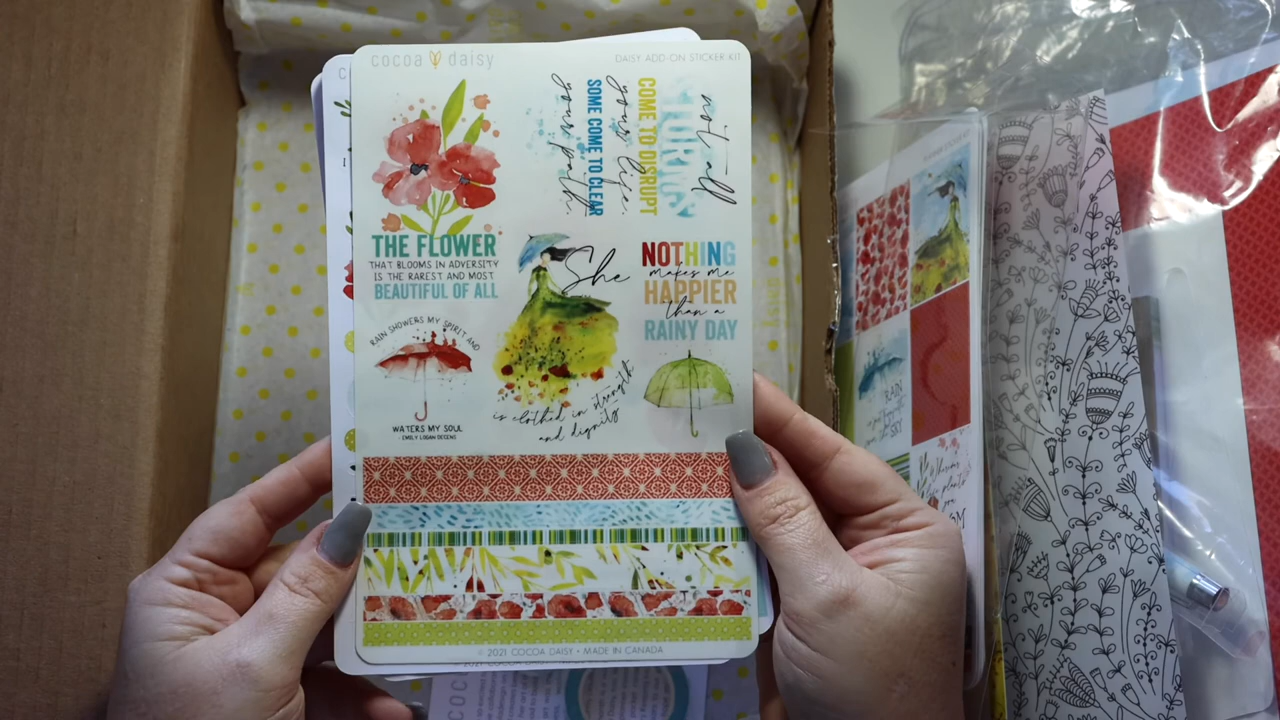 cocoa daisy
DAISY ADD-ON STICKER KIT
not all
STORMS
COME TO DISRUPT
your life.
SOME COME TO CLEAR
your path.
THE FLOWER
THAT BLOOMS IN ADVERSITY
IS THE RAREST AND MOST
BEAUTIFUL OF ALL
She
is clothed in strength
and dignity
NOTHING
makes me
HAPPIER
than a
RAINY DAY
RAIN SHOWERS MY SPIRIT AND
WATERS MY SOUL
- EMILY LOGAN DECENS
© 2021 COCOA DAISY • MADE IN CANADA
RAIN
SKY